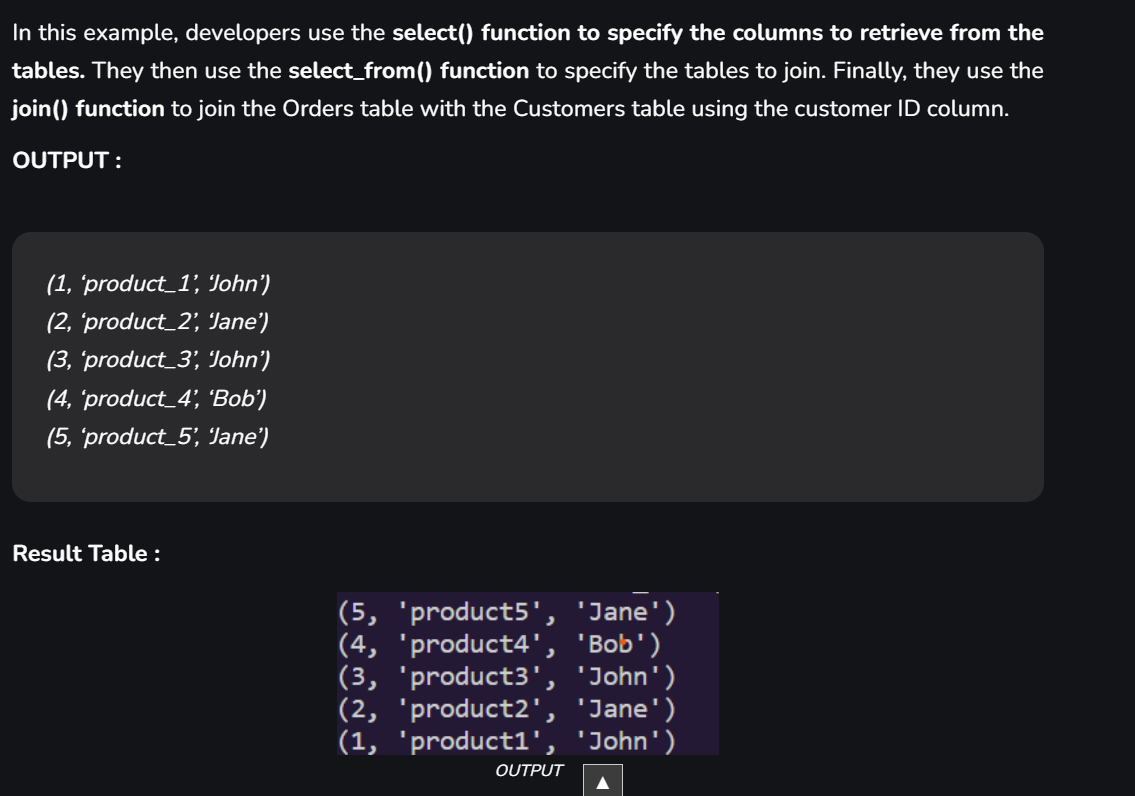 In this example, developers use the select() function to specify the columns to retrieve from the
tables. They then use the select_from() function to specify the tables to join. Finally, they use the
join() function to join the Orders table with the Customers table using the customer ID column.
OUTPUT :
(1, ‘product_1’, ‘John’)
(2, ‘product_2’, ‘Jane’)
(3, ‘product_3’, ‘John’)
(4, ‘product_4’, ‘Bob’)
(5, ‘product_5’, ‘Jane’)
Result Table :
(5, 'product5', 'Jane')
(4, 'product4', 'Bob')
(3, 'product3', 'John')
(2, 'product2', 'Jane')
(1, 'product1', 'John')
OUTPUT